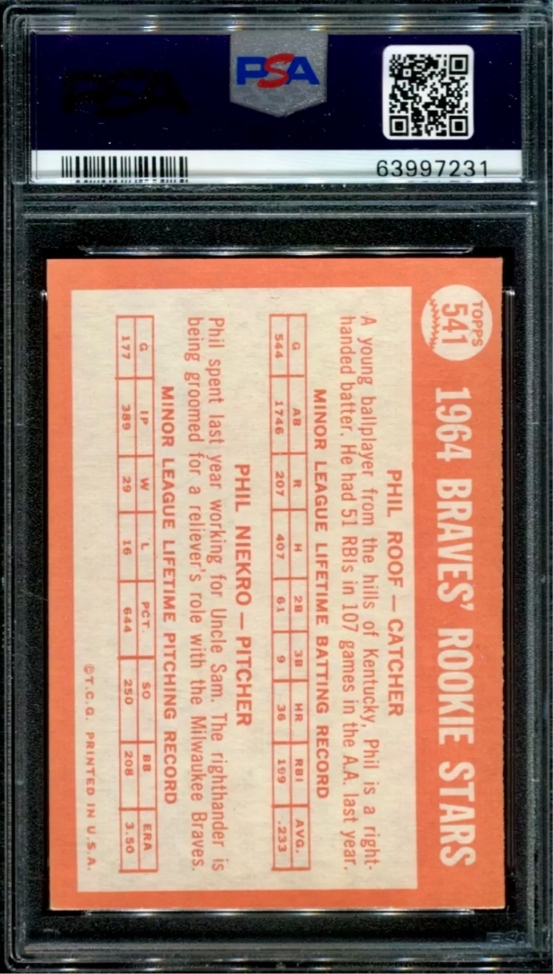 PSA
PSA
63997231
TOPPS
541
1964 BRAVES' ROOKIE STARS
PHIL ROOF — CATCHER
A young ballplayer from the hills of Kentucky, Phil is a right-
handed batter. He had 51 RBIs in 107 games in the A.A. last year.
MINOR LEAGUE LIFETIME BATTING RECORD
G AB R H 2B 3B HR RBI AVG.
544 1746 207 407 61 9 36 199 .233
PHIL NIEKRO — PITCHER
Phil spent last year working for Uncle Sam. The righthander is
being groomed for a reliever's role with the Milwaukee Braves.
MINOR LEAGUE LIFETIME PITCHING RECORD
G IP W L PCT. SO BB ERA
177 389 29 16 644 250 208 3.50
©T.C.G. PRINTED IN U.S.A.